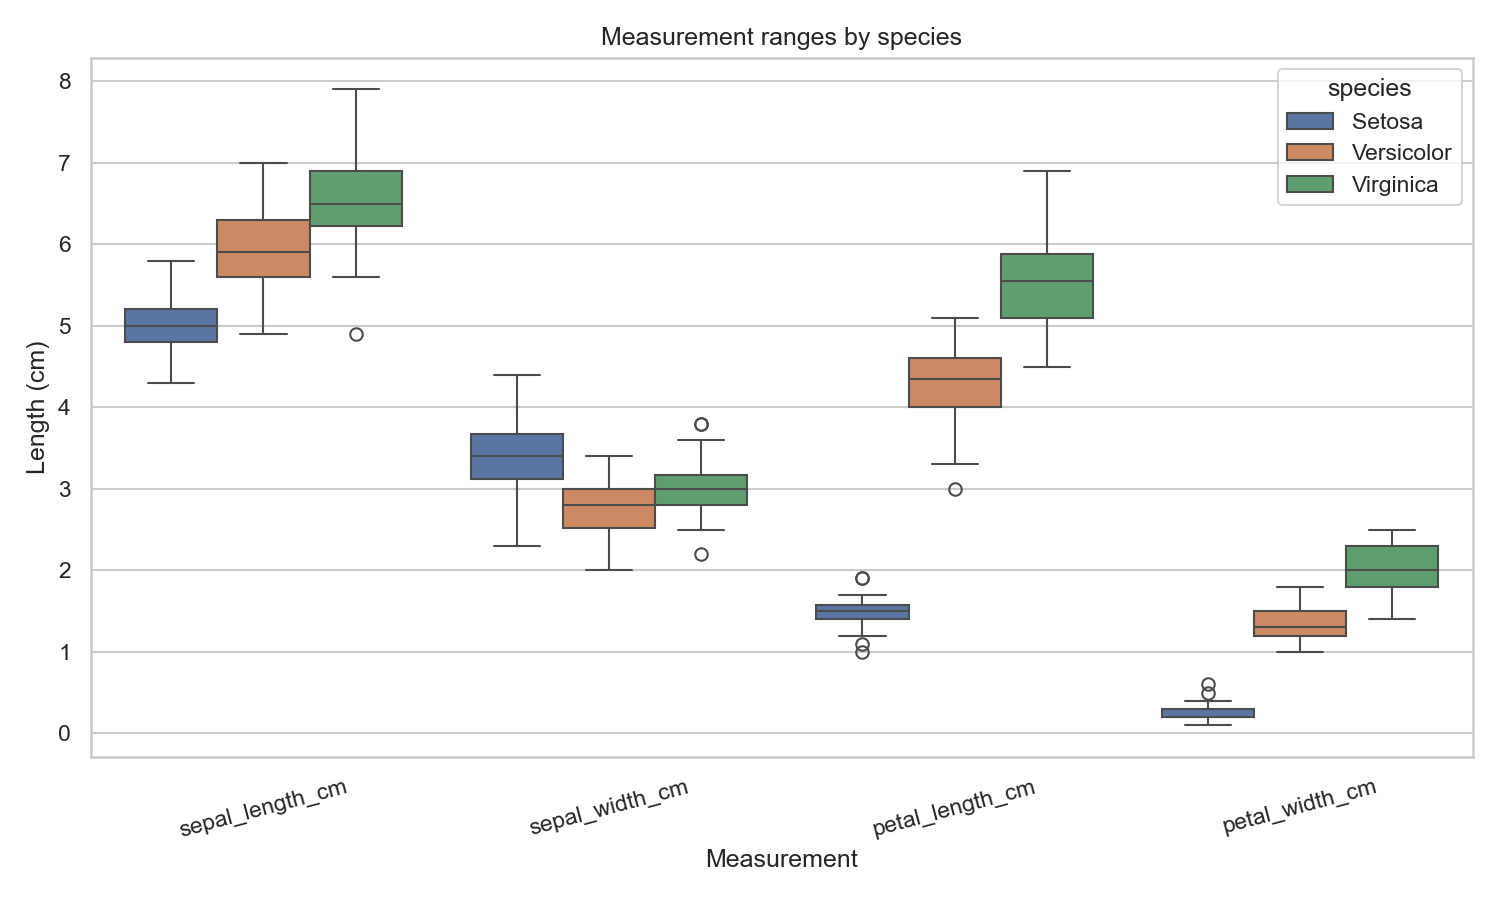 Measurement ranges by species
species
Setosa
Versicolor
Virginica
Length (cm)
8
7
6
5
4
3
2
1
0
sepal_length_cm
sepal_width_cm
petal_length_cm
petal_width_cm
Measurement